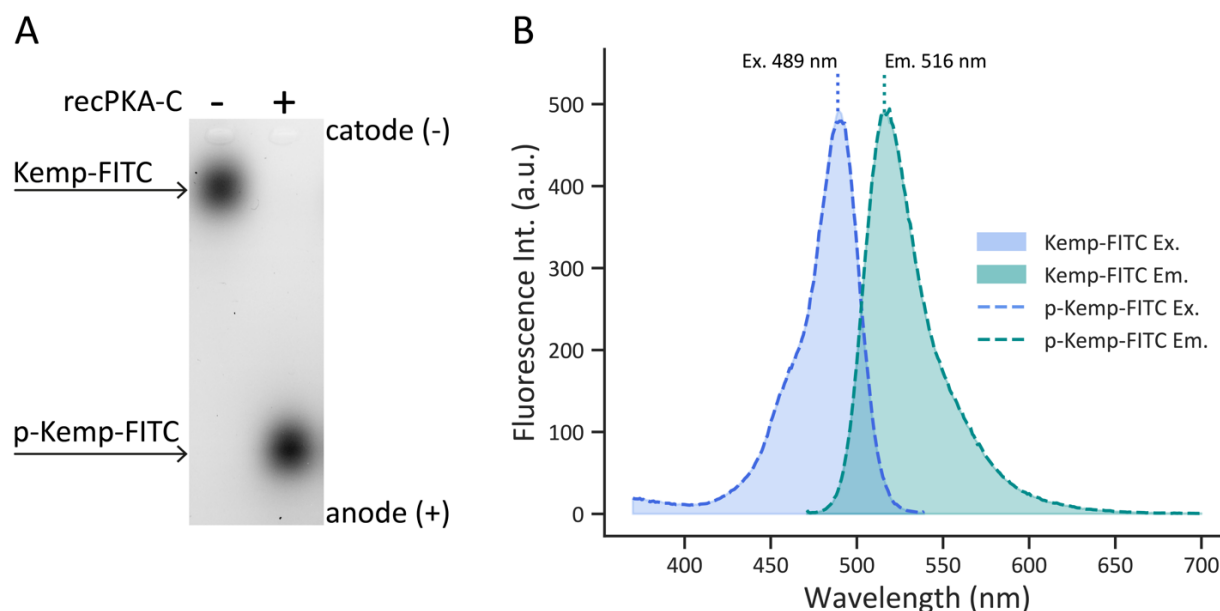 A
recPKA-C - +
catode (-)
Kemp-FITC
p-Kemp-FITC
anode (+)
B
Ex. 489 nm Em. 516 nm
Fluorescence Int. (a.u.)
500
400
300
200
100
0
Kemp-FITC Ex.
Kemp-FITC Em.
p-Kemp-FITC Ex.
p-Kemp-FITC Em.
400 450 500 550 600 650 700
Wavelength (nm)